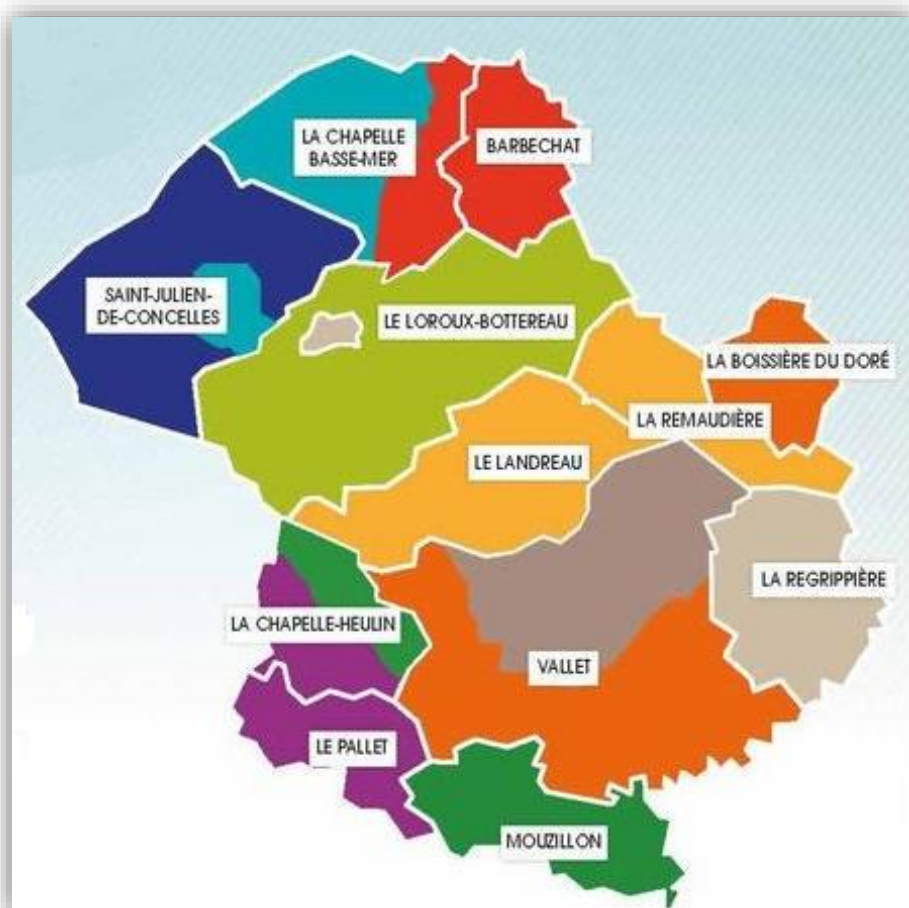 LA CHAPELLE
BASSE-MER
BARBECHAT
SAINT-JULIEN-
DE-CONCELLES
LE LOROUX-BOTTEREAU
LA BOISSIÈRE DU DORÉ
LA REMAUDIÈRE
LE LANDREAU
LA REGRIPPIÈRE
LA CHAPELLE-HEULIN
VALLET
LE PALLET
MOUZILLON